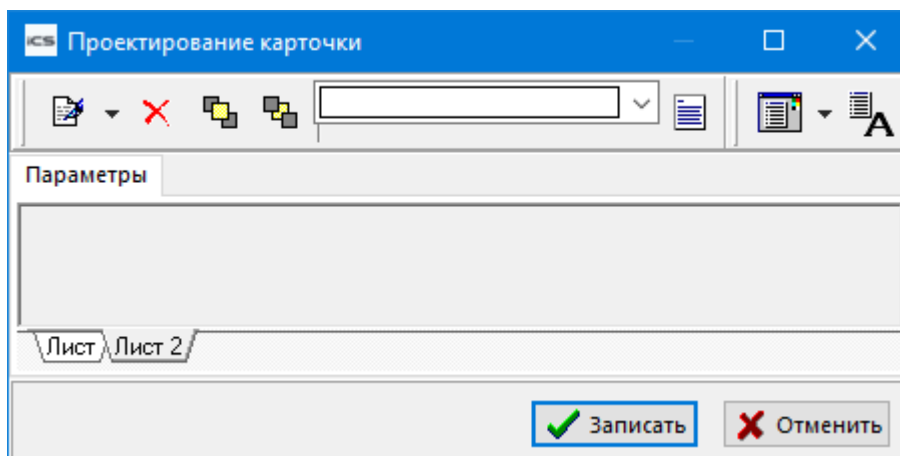 iCS Проектирование карточки
A
Параметры
Лист Лист 2
Записать Отменить